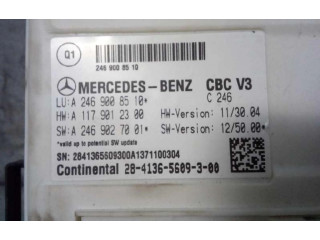 Q1
246 900 85 10
MERCEDES-BENZ CBC V3
LU: A 246 900 85 10* C 246
HW: A 117 901 23 00 HW-Version: 11/30.04
SW: A 246 902 70 01* SW-Version: 12/50.00*
*valid up to potential SW update
SN: 2841365609300A1371100304
Continental 28-4136-5609-3-00